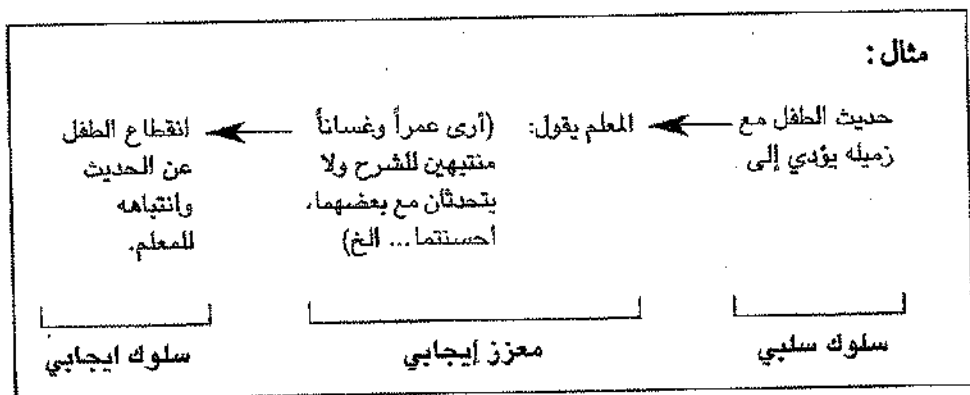 مثال :
حديث الطفل مع
زميله يؤدي إلى
المعلم يقول:
(أرى عمراً وغساناً
منتبهين للشرح ولا
يتحدثان مع بعضهما،
احسنتما ... الخ)
انقطاع الطفل
عن الحديث
وانتباهه
للمعلم.
سلوك سلبي
معزز إيجابي
سلوك ايجابي